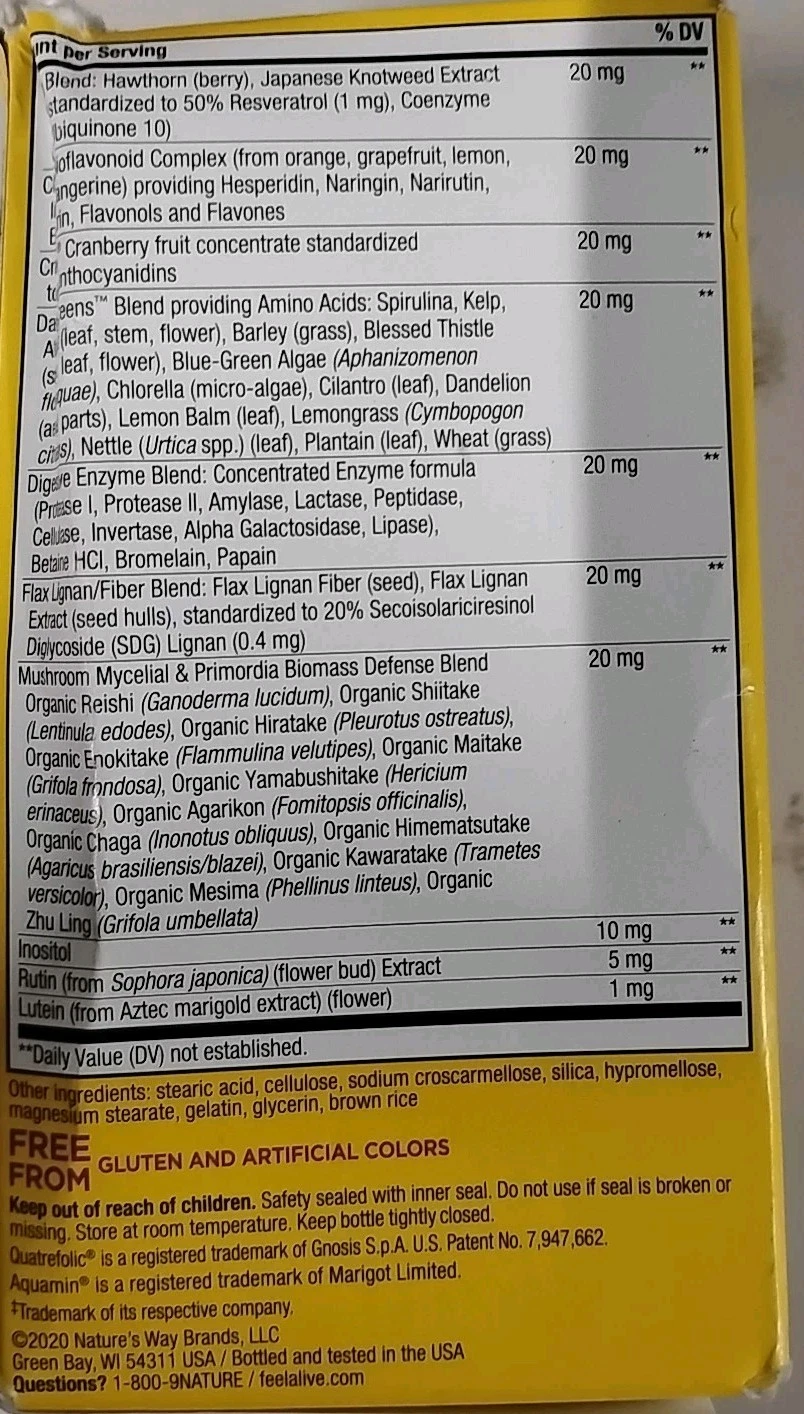 per Serving % DV
Blend: Hawthorn (berry), Japanese Knotweed Extract 20 mg **
standardized to 50% Resveratrol (1 mg), Coenzyme
biquinone 10)
oflavonoid Complex (from orange, grapefruit, lemon, 20 mg **
angerine) providing Hesperidin, Naringin, Narirutin,
in, Flavonols and Flavones
Cranberry fruit concentrate standardized 20 mg **
nthocyanidins
eens™ Blend providing Amino Acids: Spirulina, Kelp, 20 mg **
(leaf, stem, flower), Barley (grass), Blessed Thistle
leaf, flower), Blue-Green Algae (Aphanizomenon
quae), Chlorella (micro-algae), Cilantro (leaf), Dandelion
parts), Lemon Balm (leaf), Lemongrass (Cymbopogon
s), Nettle (Urtica spp.) (leaf), Plantain (leaf), Wheat (grass)
Enzyme Blend: Concentrated Enzyme formula 20 mg **
I, Protease II, Amylase, Lactase, Peptidase,
Invertase, Alpha Galactosidase, Lipase),
Betaine HCl, Bromelain, Papain
Flax Lignan/Fiber Blend: Flax Lignan Fiber (seed), Flax Lignan 20 mg **
Extract (seed hulls), standardized to 20% Secoisolariciresinol
Diglycoside (SDG) Lignan (0.4 mg)
Mushroom Mycelial & Primordia Biomass Defense Blend 20 mg **
Organic Reishi (Ganoderma lucidum), Organic Shiitake
(Lentinula edodes), Organic Hiratake (Pleurotus ostreatus),
Organic Enokitake (Flammulina velutipes), Organic Maitake
(Grifola frondosa), Organic Yamabushitake (Hericium
erinaceus), Organic Agarikon (Fomitopsis officinalis),
Organic Chaga (Inonotus obliquus), Organic Himematsutake
(Agaricus brasiliensis/blazei), Organic Kawaratake (Trametes
versicolor), Organic Mesima (Phellinus linteus), Organic
Zhu Ling (Grifola umbellata)
Inositol 10 mg **
Rutin (from Sophora japonica) (flower bud) Extract 5 mg **
Lutein (from Aztec marigold extract) (flower) 1 mg **
**Daily Value (DV) not established.
Other ingredients: stearic acid, cellulose, sodium croscarmellose, silica, hypromellose,
magnesium stearate, gelatin, glycerin, brown rice
FREE FROM GLUTEN AND ARTIFICIAL COLORS
Keep out of reach of children. Safety sealed with inner seal. Do not use if seal is broken or
missing. Store at room temperature. Keep bottle tightly closed.
Quatrefolic® is a registered trademark of Gnosis S.p.A. U.S. Patent No. 7,947,662.
Aquamin® is a registered trademark of Marigot Limited.
‡Trademark of its respective company.
©2020 Nature's Way Brands, LLC
Green Bay, WI 54311 USA / Bottled and tested in the USA
Questions? 1-800-9NATURE / feelalive.com